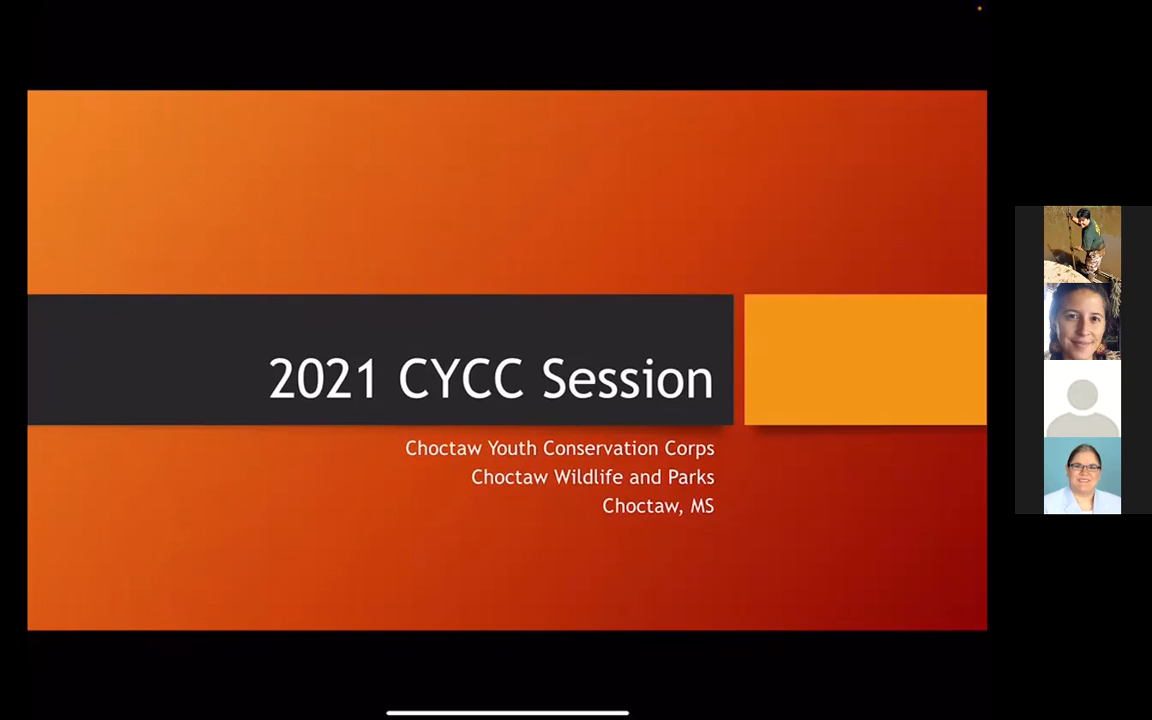 2021 CYCC Session
Choctaw Youth Conservation Corps
Choctaw Wildlife and Parks
Choctaw, MS